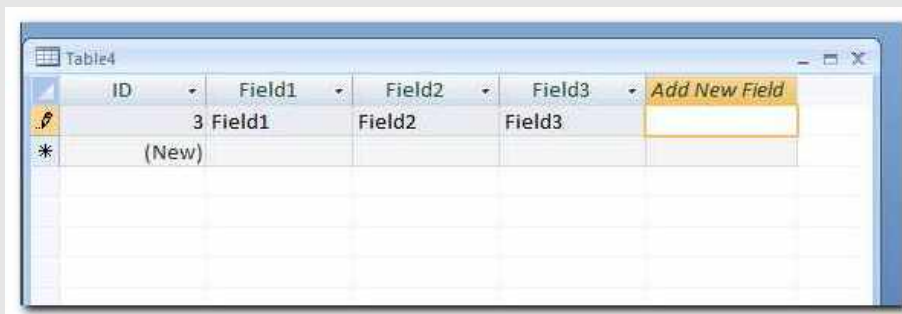 Table4
ID Field1 Field2 Field3 Add New Field
3 Field1 Field2 Field3
* (New)